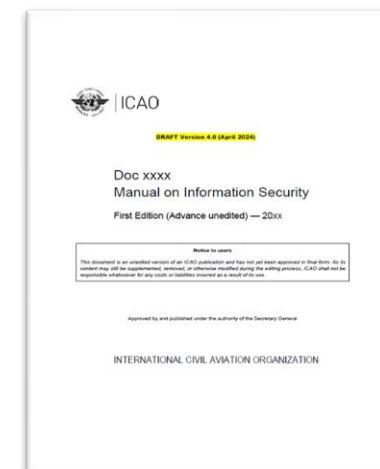 ICAO
DRAFT Version 4.0 (April 2024)
Doc xxxx
Manual on Information Security
First Edition (Advance unedited) — 20xx
Notice to users
This document is an unedited version of an ICAO publication and has not yet been approved in final form. As its
content may still be supplemented, removed, or otherwise modified during the editing process, ICAO shall not be
responsible whatsoever for any costs or liabilities incurred as a result of its use.
Approved by and published under the authority of the Secretary General
INTERNATIONAL CIVIL AVIATION ORGANIZATION